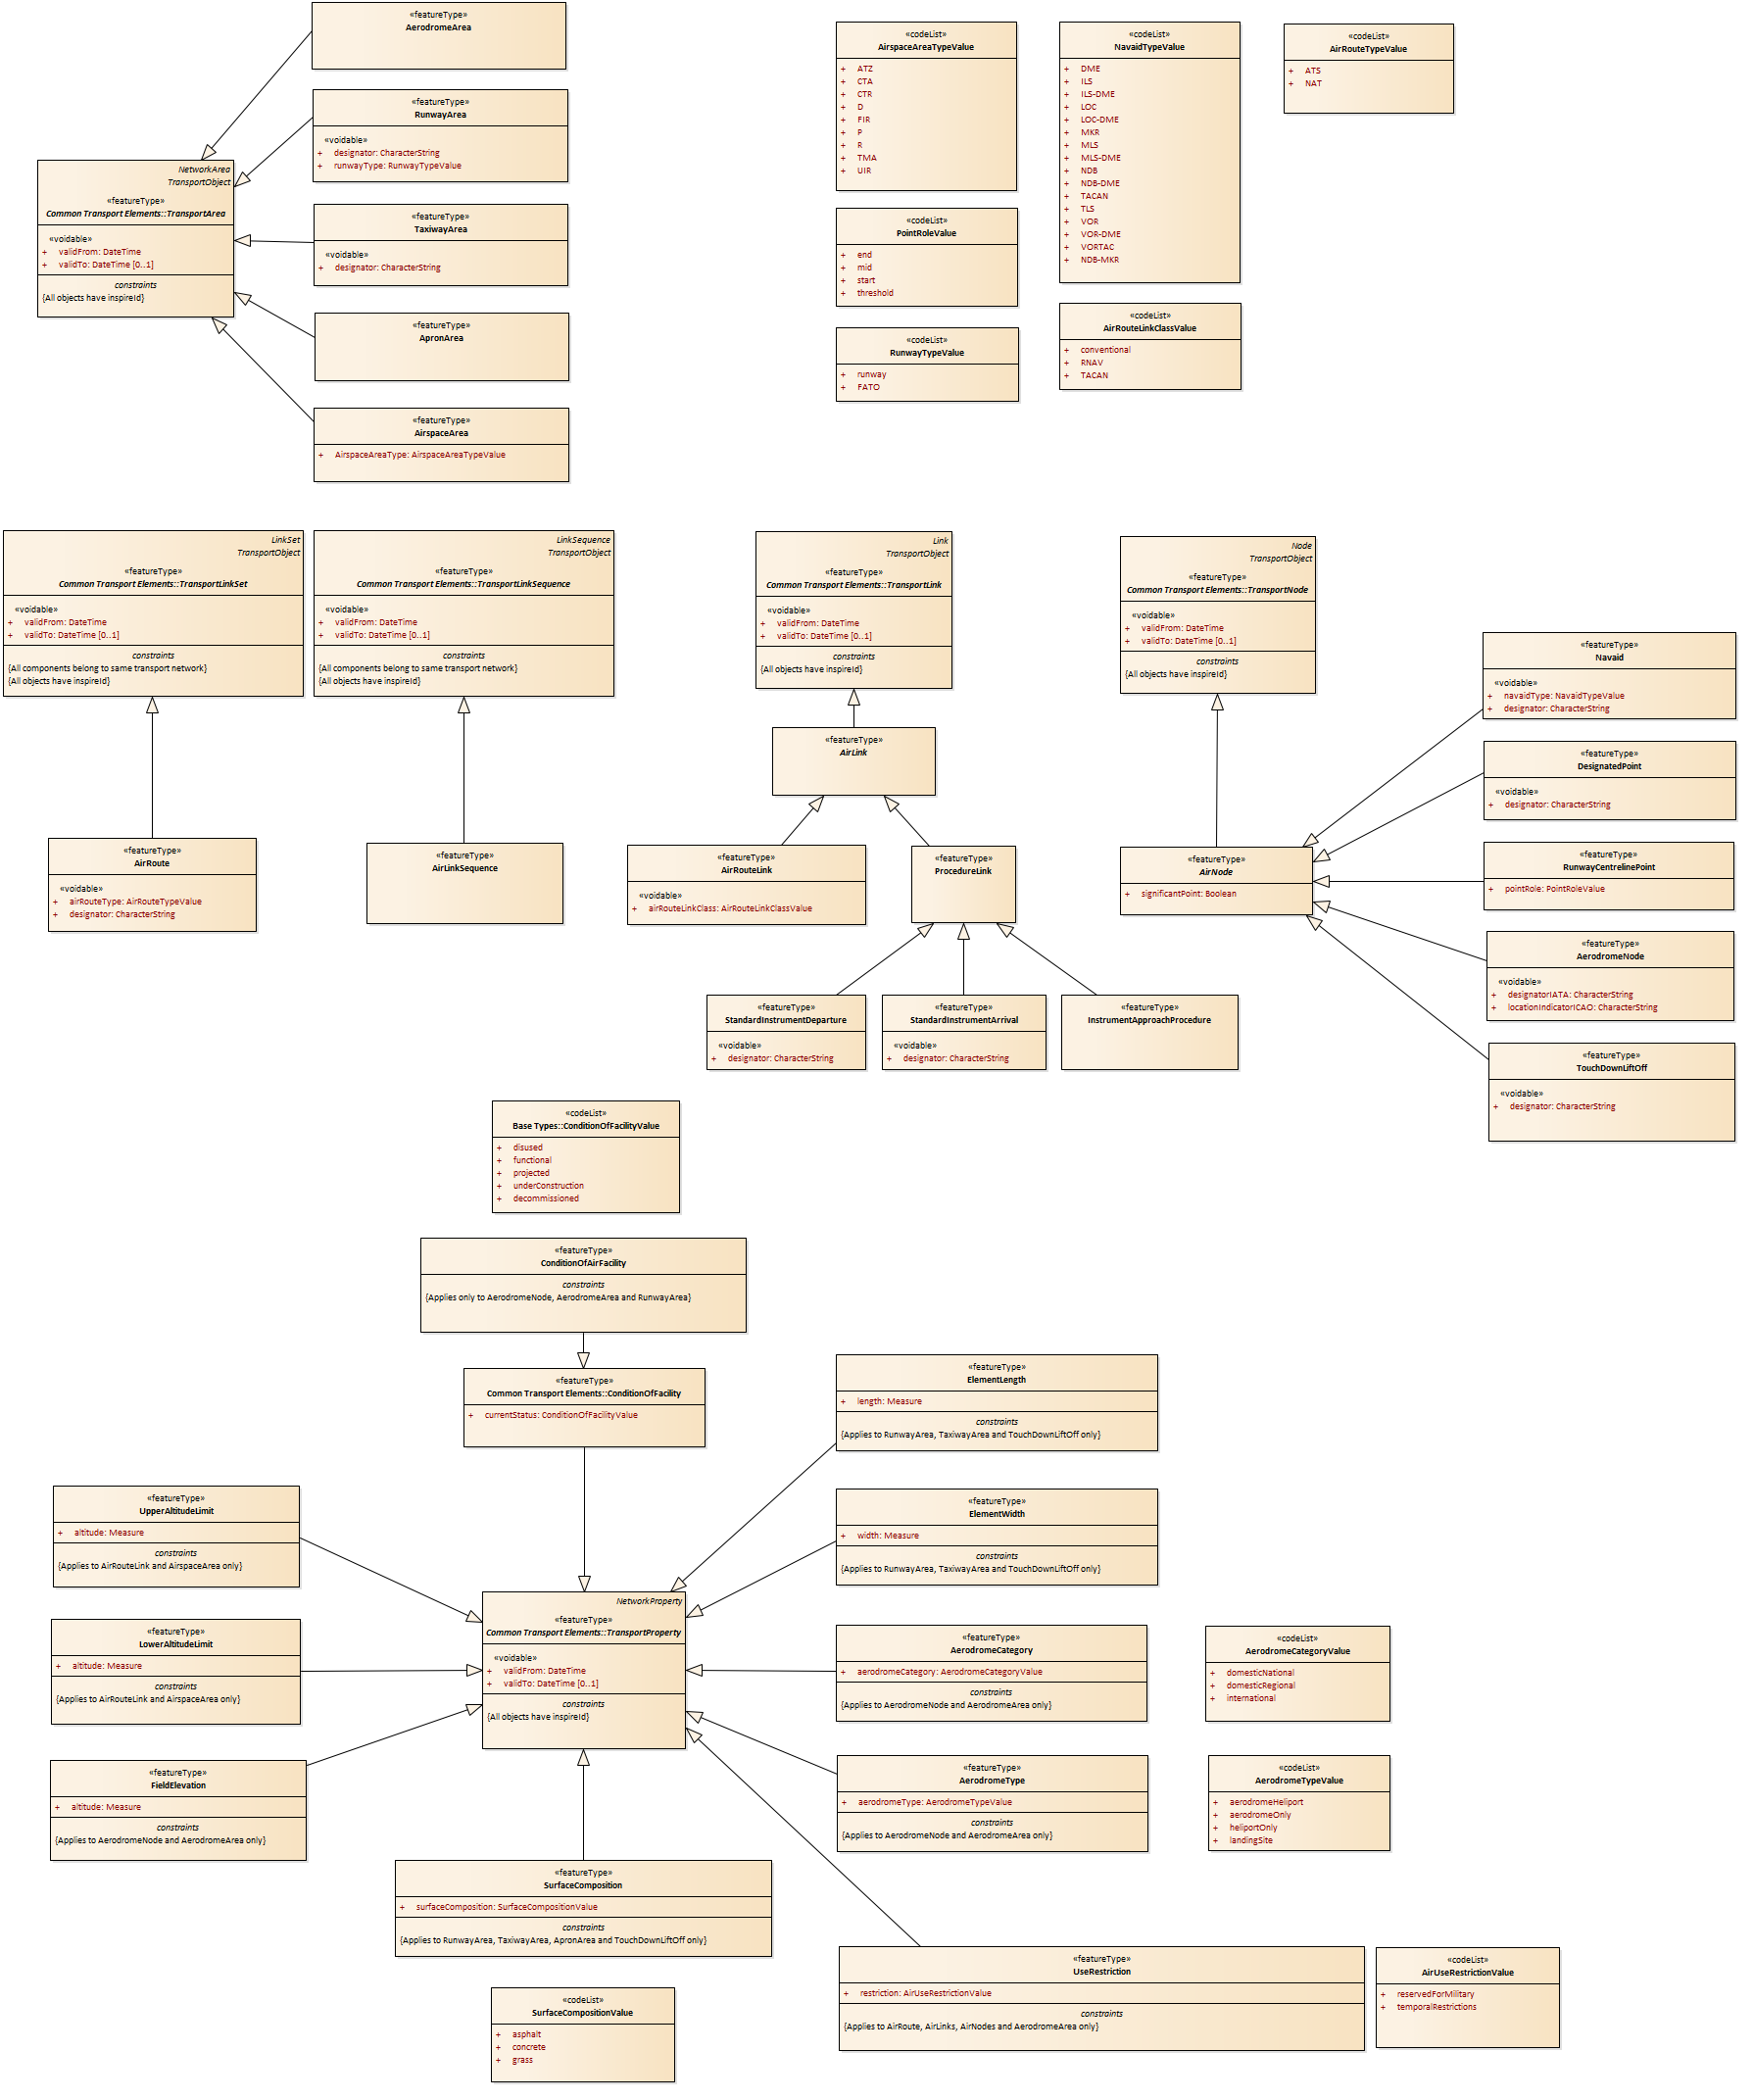 «featureType»
AerodromeArea
«featureType»
RunwayArea
«voidable»
+ designator: CharacterString
+ runwayType: RunwayTypeValue
NetworkArea
TransportObject
«featureType»
Common Transport Elements::TransportArea
«voidable»
+ validFrom: DateTime
+ validTo: DateTime [0..1]
constraints
{All objects have inspireId}
«featureType»
TaxiwayArea
«voidable»
+ designator: CharacterString
«featureType»
ApronArea
«featureType»
AirspaceArea
+ AirspaceAreaType: AirspaceAreaTypeValue
«codeList»
AirspaceAreaTypeValue
+ ATZ
+ CTA
+ CTR
+ D
+ FIR
+ P
+ R
+ TMA
+ UIR
«codeList»
PointRoleValue
+ end
+ mid
+ start
+ threshold
«codeList»
RunwayTypeValue
+ runway
+ FATO
«codeList»
NavaidTypeValue
+ DME
+ ILS
+ ILS-DME
+ LOC
+ LOC-DME
+ MKR
+ MLS
+ MLS-DME
+ NDB
+ NDB-DME
+ TACAN
+ TLS
+ VOR
+ VOR-DME
+ VORTAC
+ NDB-MKR
«codeList»
AirRouteLinkClassValue
+ conventional
+ RNAV
+ TACAN
«codeList»
AirRouteTypeValue
+ ATS
+ NAT
LinkSet
TransportObject
«featureType»
Common Transport Elements::TransportLinkSet
«voidable»
+ validFrom: DateTime
+ validTo: DateTime [0..1]
constraints
{All components belong to same transport network}
{All objects have inspireId}
LinkSequence
TransportObject
«featureType»
Common Transport Elements::TransportLinkSequence
«voidable»
+ validFrom: DateTime
+ validTo: DateTime [0..1]
constraints
{All components belong to same transport network}
{All objects have inspireId}
Link
TransportObject
«featureType»
Common Transport Elements::TransportLink
«voidable»
+ validFrom: DateTime
+ validTo: DateTime [0..1]
constraints
{All objects have inspireId}
Node
TransportObject
«featureType»
Common Transport Elements::TransportNode
«voidable»
+ validFrom: DateTime
+ validTo: DateTime [0..1]
constraints
{All objects have inspireId}
«featureType»
Navaid
«voidable»
+ navaidType: NavaidTypeValue
+ designator: CharacterString
«featureType»
AirLink
«featureType»
DesignatedPoint
«voidable»
+ designator: CharacterString
«featureType»
AirRoute
«voidable»
+ airRouteType: AirRouteTypeValue
+ designator: CharacterString
«featureType»
AirLinkSequence
«featureType»
AirRouteLink
«voidable»
+ airRouteLinkClass: AirRouteLinkClassValue
«featureType»
ProcedureLink
«featureType»
AirNode
+ significantPoint: Boolean
«featureType»
RunwayCentrelinePoint
+ pointRole: PointRoleValue
«featureType»
AerodromeNode
«voidable»
+ designatorIATA: CharacterString
+ locationIndicatorICAO: CharacterString
«featureType»
StandardInstrumentDeparture
«voidable»
+ designator: CharacterString
«featureType»
StandardInstrumentArrival
«voidable»
+ designator: CharacterString
«featureType»
InstrumentApproachProcedure
«featureType»
TouchDownLiftOff
«voidable»
+ designator: CharacterString
«codeList»
Base Types::ConditionOfFacilityValue
+ disused
+ functional
+ projected
+ underConstruction
+ decommissioned
«featureType»
ConditionOfAirFacility
constraints
{Applies only to AerodromeNode, AerodromeArea and RunwayArea}
«featureType»
Common Transport Elements::ConditionOfFacility
+ currentStatus: ConditionOfFacilityValue
«featureType»
ElementLength
+ length: Measure
constraints
{Applies to RunwayArea, TaxiwayArea and TouchDownLiftOff only}
«featureType»
UpperAltitudeLimit
+ altitude: Measure
constraints
{Applies to AirRouteLink and AirspaceArea only}
«featureType»
ElementWidth
+ width: Measure
constraints
{Applies to RunwayArea, TaxiwayArea and TouchDownLiftOff only}
NetworkProperty
«featureType»
Common Transport Elements::TransportProperty
«voidable»
+ validFrom: DateTime
+ validTo: DateTime [0..1]
constraints
{All objects have inspireId}
«featureType»
LowerAltitudeLimit
+ altitude: Measure
constraints
{Applies to AirRouteLink and AirspaceArea only}
«featureType»
AerodromeCategory
+ aerodromeCategory: AerodromeCategoryValue
constraints
{Applies to AerodromeNode and AerodromeArea only}
«codeList»
AerodromeCategoryValue
+ domesticNational
+ domesticRegional
+ international
«featureType»
FieldElevation
+ altitude: Measure
constraints
{Applies to AerodromeNode and AerodromeArea only}
«featureType»
AerodromeType
+ aerodromeType: AerodromeTypeValue
constraints
{Applies to AerodromeNode and AerodromeArea only}
«codeList»
AerodromeTypeValue
+ aerodromeHeliport
+ aerodromeOnly
+ heliportOnly
+ landingSite
«featureType»
SurfaceComposition
+ surfaceComposition: SurfaceCompositionValue
constraints
{Applies to RunwayArea, TaxiwayArea, ApronArea and TouchDownLiftOff only}
«featureType»
UseRestriction
+ restriction: AirUseRestrictionValue
constraints
{Applies to AirRoute, AirLinks, AirNodes and AerodromeArea only}
«codeList»
AirUseRestrictionValue
+ reservedForMilitary
+ temporalRestrictions
«codeList»
SurfaceCompositionValue
+ asphalt
+ concrete
+ grass